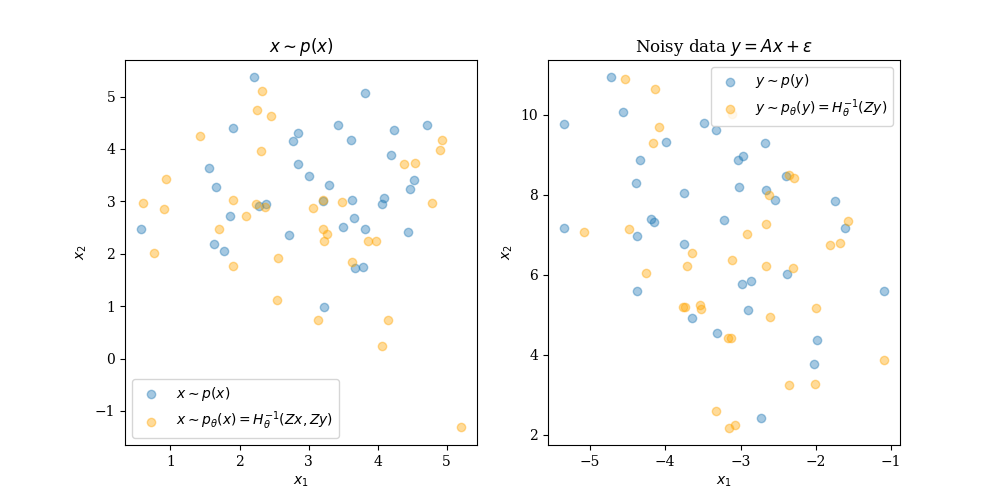 x ~ p(x)
5
4
3
2
1
0
−1
x₂
1
2
3
4
5
x₁
x ~ p(x)
x ~ p_θ(x) = H_θ^{-1}(Zx, Zy)
Noisy data y = Ax + ε
10
8
6
4
2
x₂
−5
−4
−3
−2
−1
x₁
y ~ p(y)
y ~ p_θ(y) = H_θ^{-1}(Zy)